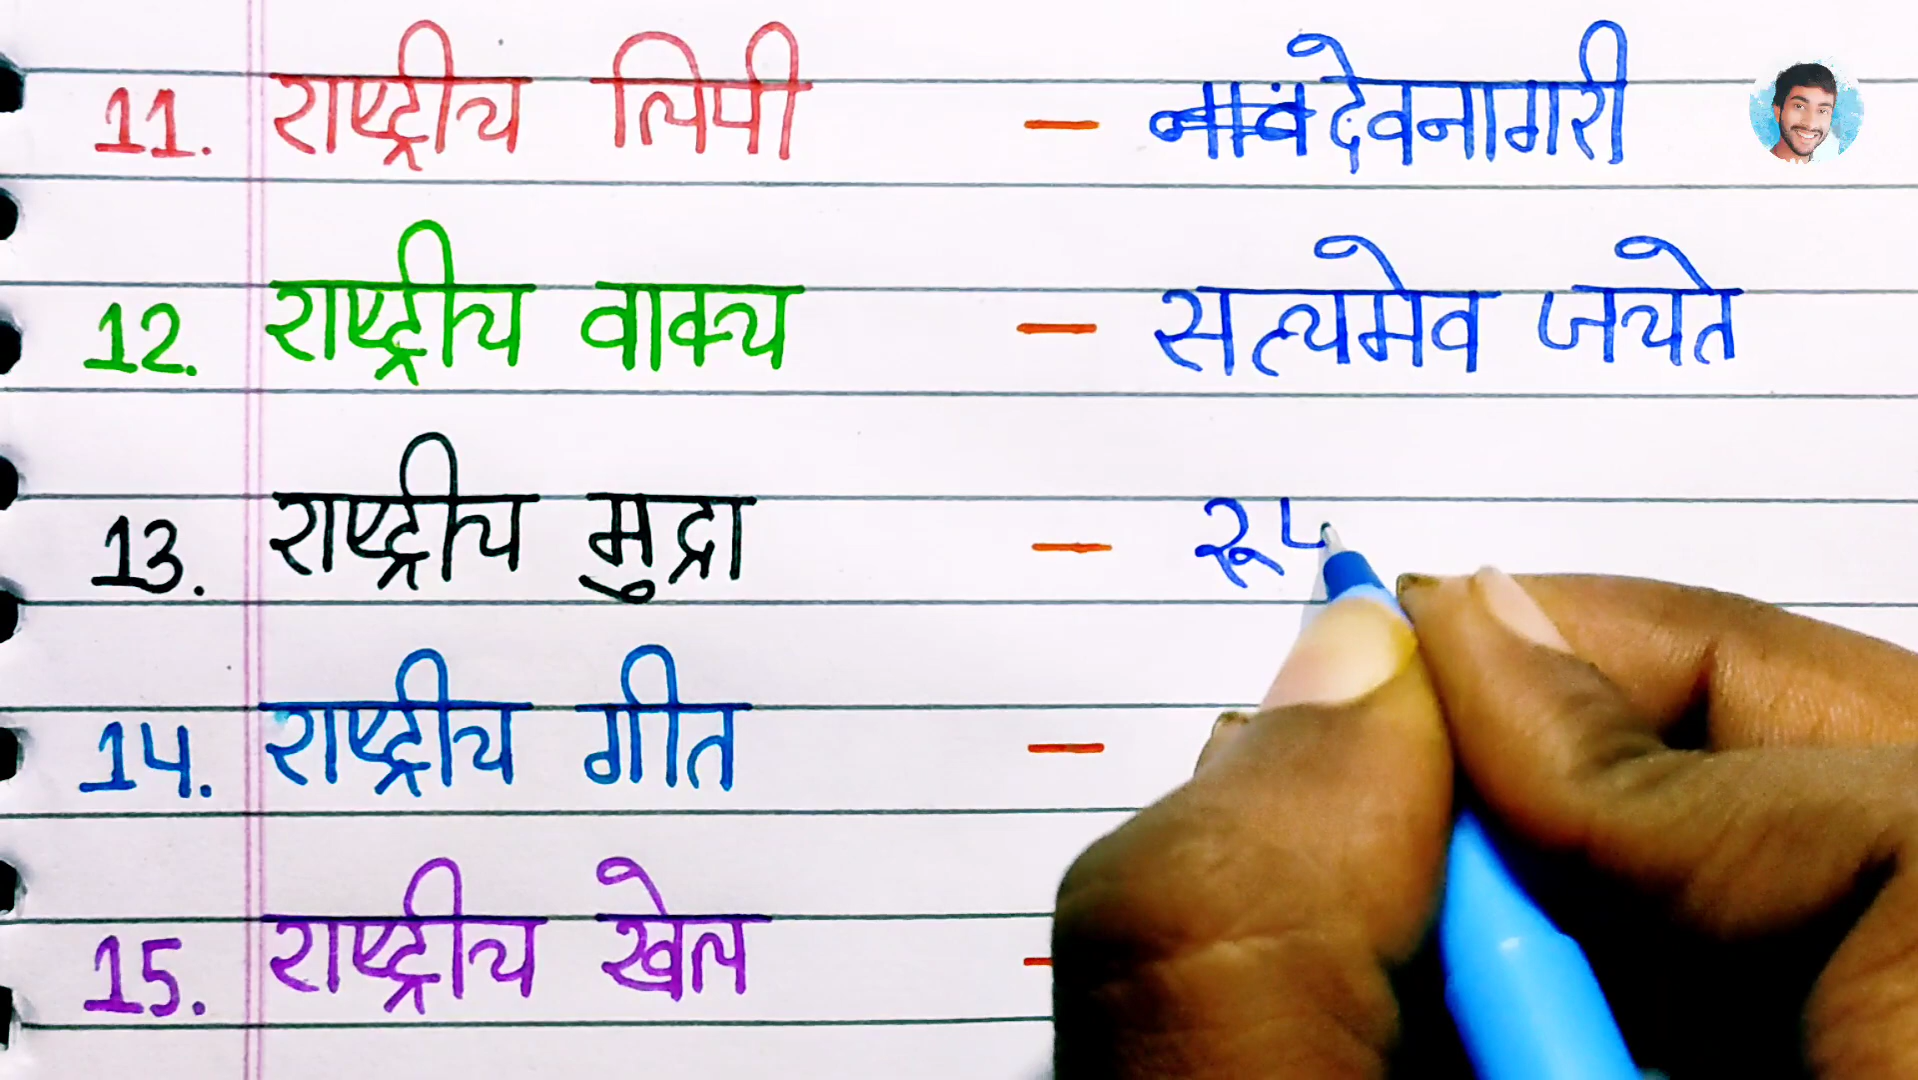 11. राष्ट्रीय लिपी — देवनागरी
12. राष्ट्रीय वाक्य — सत्यमेव जयते
13. राष्ट्रीय मुद्रा — रूप
14. राष्ट्रीय गीत —
15. राष्ट्रीय खेल —